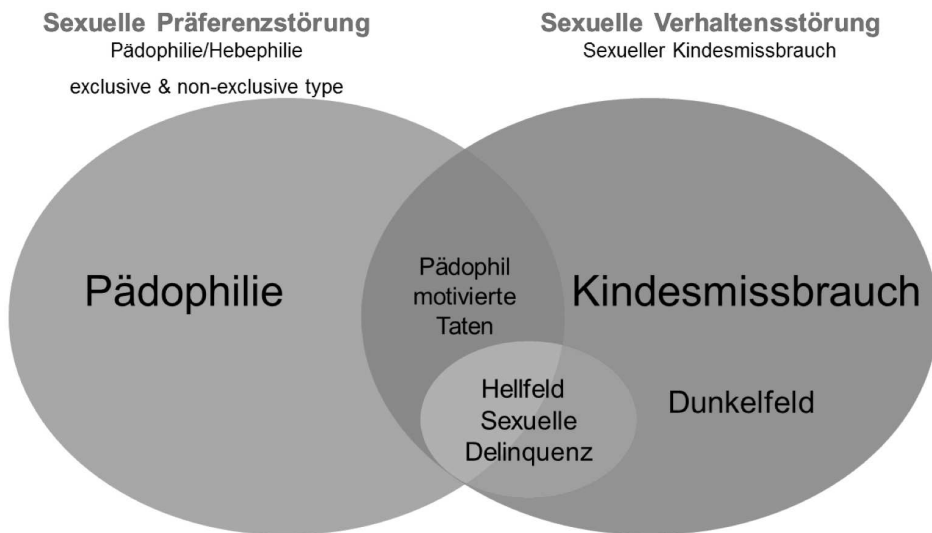 Sexuelle Präferenzstörung
Pädophilie/Hebephilie
exclusive & non-exclusive type
Sexuelle Verhaltensstörung
Sexueller Kindesmissbrauch
Pädophilie
Pädophil
motivierte
Taten
Kindesmissbrauch
Hellfeld
Sexuelle
Delinquenz
Dunkelfeld